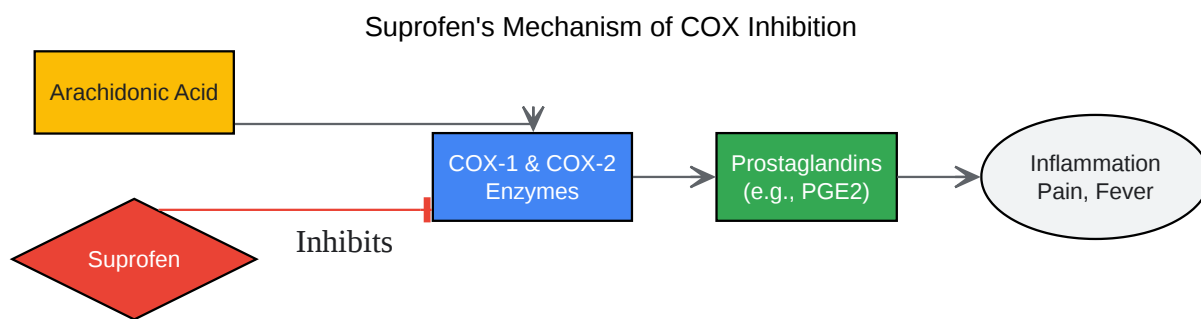 Suprofen's Mechanism of COX Inhibition
Arachidonic Acid
COX-1 & COX-2
Enzymes
Prostaglandins
(e.g., PGE2)
Inflammation
Pain, Fever
Suprofen
Inhibits